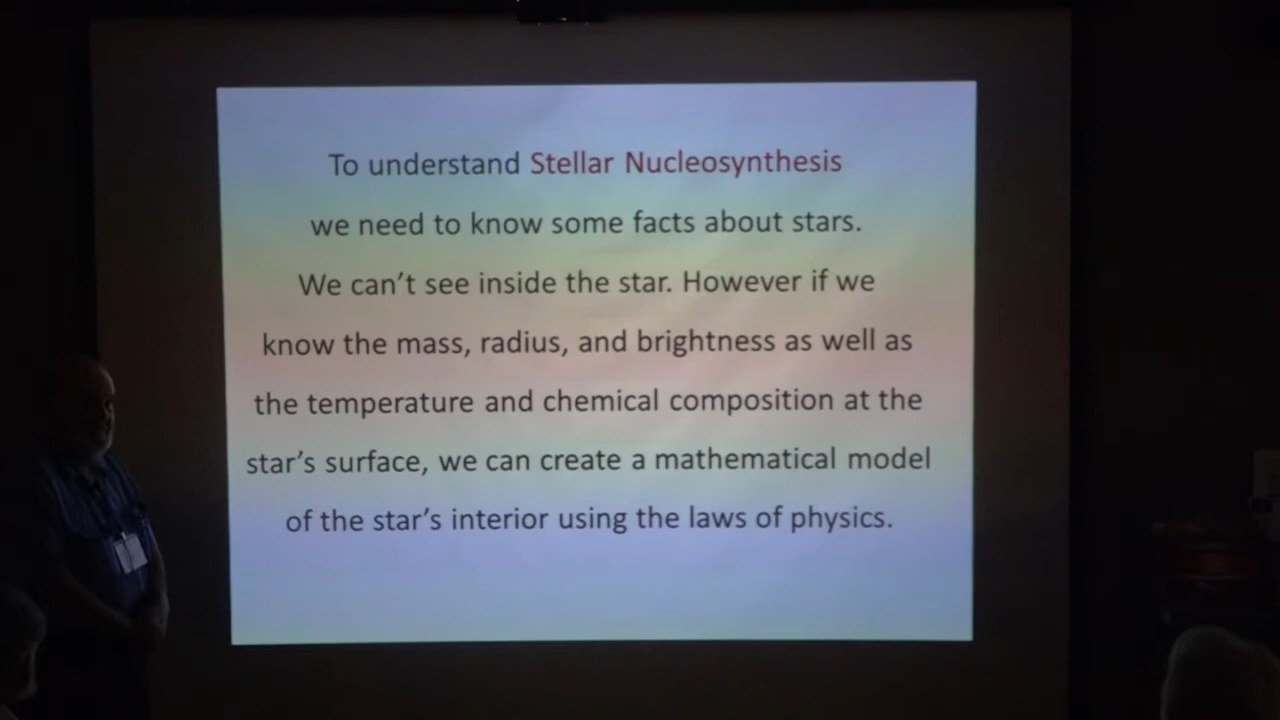 To understand Stellar Nucleosynthesis
we need to know some facts about stars.
We can’t see inside the star. However if we
know the mass, radius, and brightness as well as
the temperature and chemical composition at the
star’s surface, we can create a mathematical model
of the star’s interior using the laws of physics.